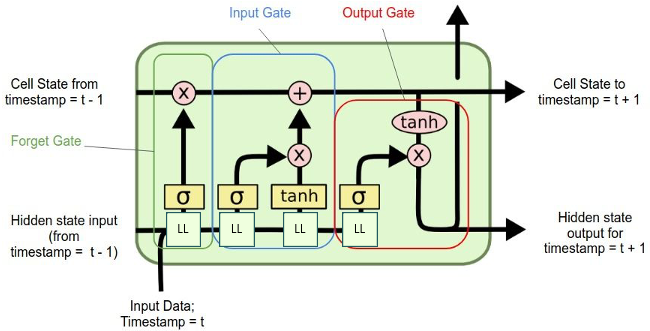 Input Gate
Output Gate
Cell State from
timestamp = t - 1
X
+
Cell State to
timestamp = t + 1
tanh
Forget Gate
X
X
σ
σ
tanh
σ
Hidden state input
(from
timestamp = t - 1)
LL
LL
LL
LL
Hidden state
output for
timestamp = t + 1
Input Data;
Timestamp = t